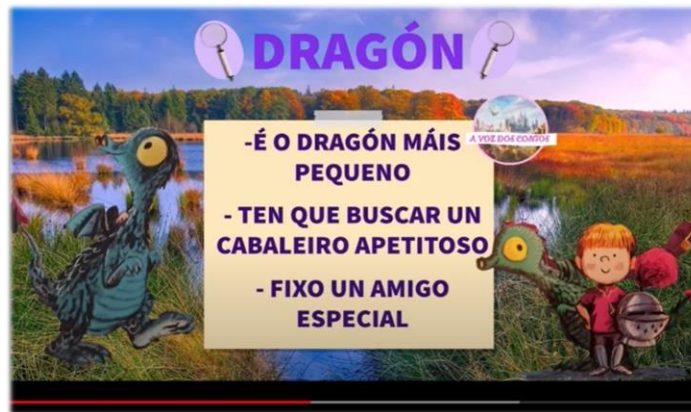 DRAGÓN
A VOZ DOS CONTOS
-É O DRAGÓN MÁIS
PEQUENO
- TEN QUE BUSCAR UN
CABALEIRO APETITOSO
- FIXO UN AMIGO
ESPECIAL